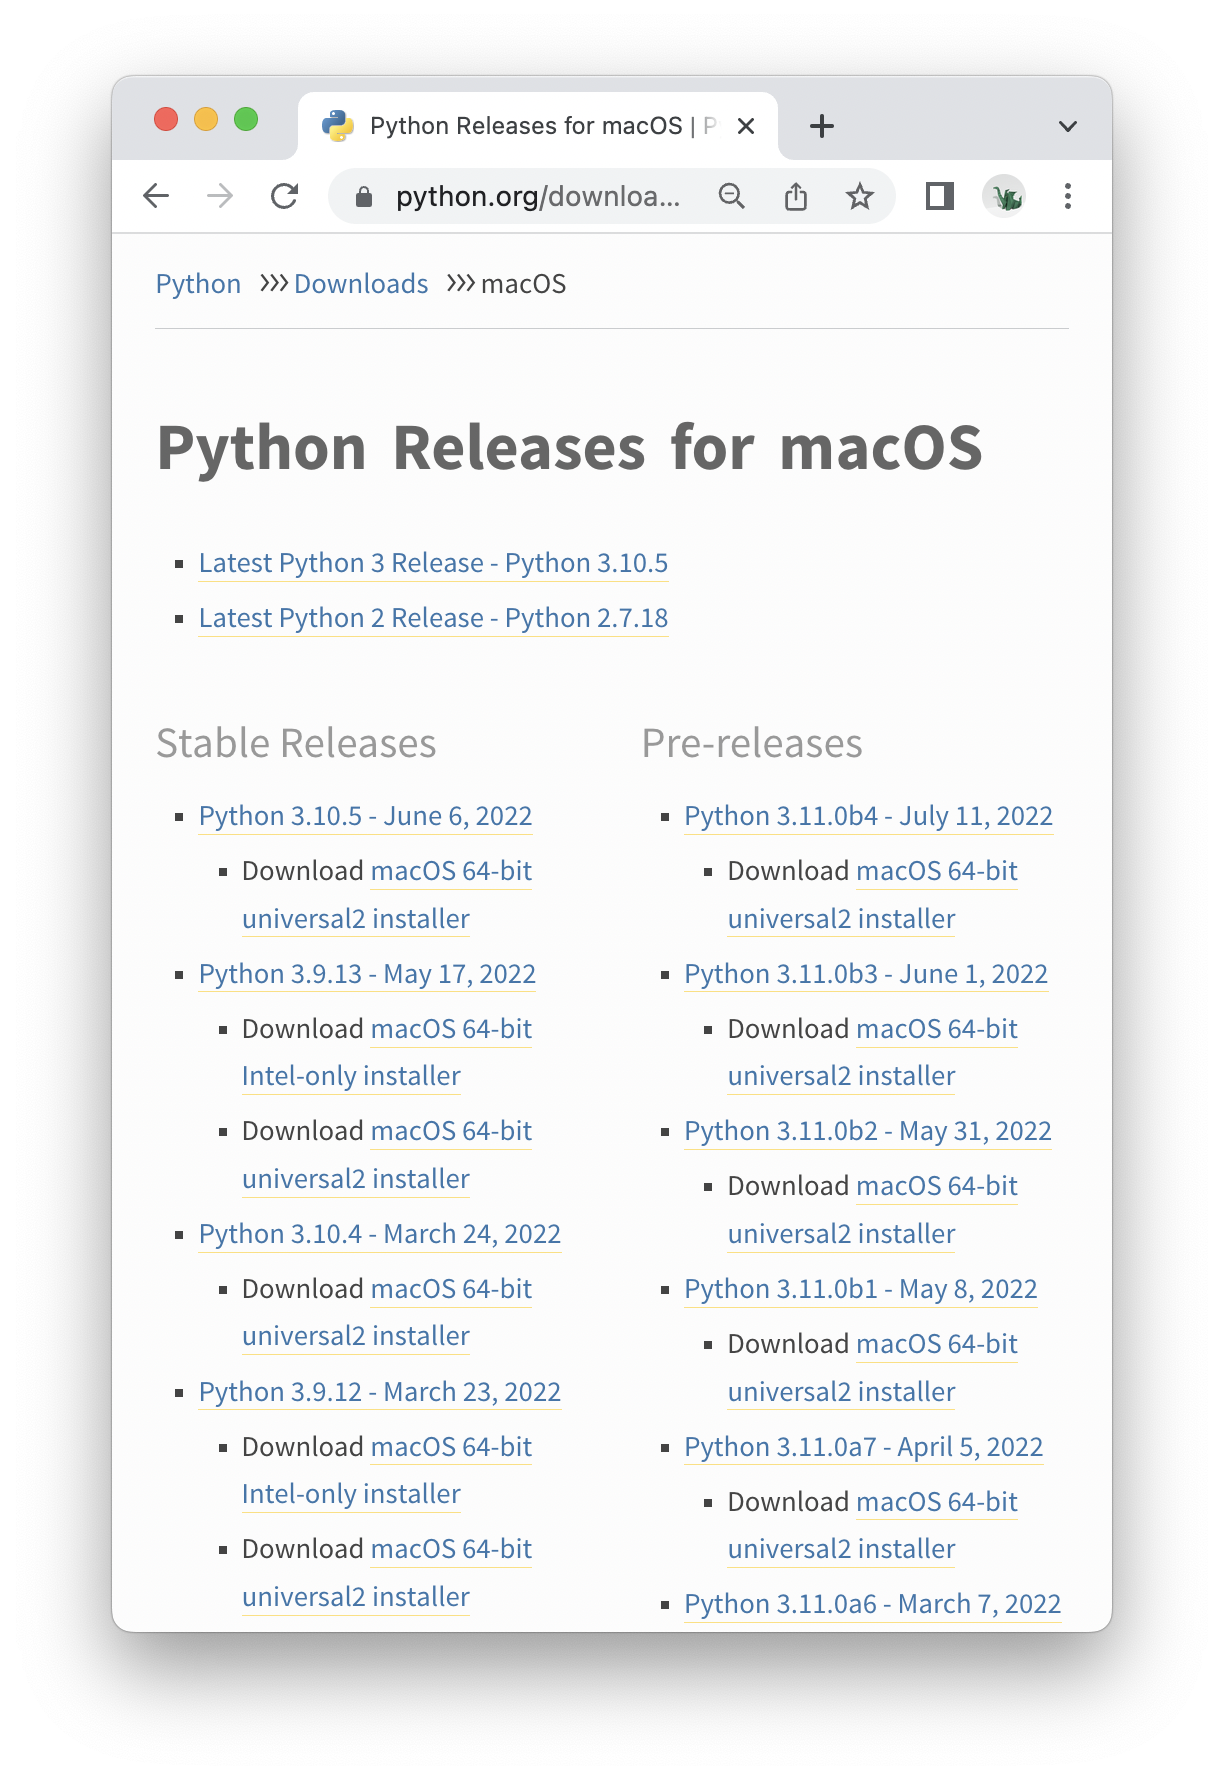 Python Releases for macOS | P
python.org/downloa...
Python >>> Downloads >>> macOS
Python Releases for macOS
Latest Python 3 Release - Python 3.10.5
Latest Python 2 Release - Python 2.7.18
Stable Releases
Python 3.10.5 - June 6, 2022
Download macOS 64-bit
universal2 installer
Python 3.9.13 - May 17, 2022
Download macOS 64-bit
Intel-only installer
Download macOS 64-bit
universal2 installer
Python 3.10.4 - March 24, 2022
Download macOS 64-bit
universal2 installer
Python 3.9.12 - March 23, 2022
Download macOS 64-bit
Intel-only installer
Download macOS 64-bit
universal2 installer
Pre-releases
Python 3.11.0b4 - July 11, 2022
Download macOS 64-bit
universal2 installer
Python 3.11.0b3 - June 1, 2022
Download macOS 64-bit
universal2 installer
Python 3.11.0b2 - May 31, 2022
Download macOS 64-bit
universal2 installer
Python 3.11.0b1 - May 8, 2022
Download macOS 64-bit
universal2 installer
Python 3.11.0a7 - April 5, 2022
Download macOS 64-bit
universal2 installer
Python 3.11.0a6 - March 7, 2022